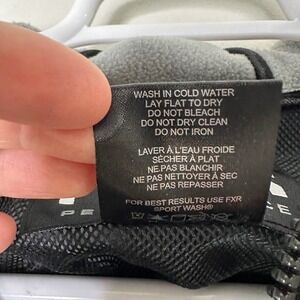 WASH IN COLD WATER
LAY FLAT TO DRY
DO NOT BLEACH
DO NOT DRY CLEAN
DO NOT IRON
LAVER À L'EAU FROIDE
SÉCHER À PLAT
NE PAS BLANCHIR
NE PAS NETTOYER À SEC
NE PAS REPASSER
FOR BEST RESULTS USE FXR
SPORT WASH®